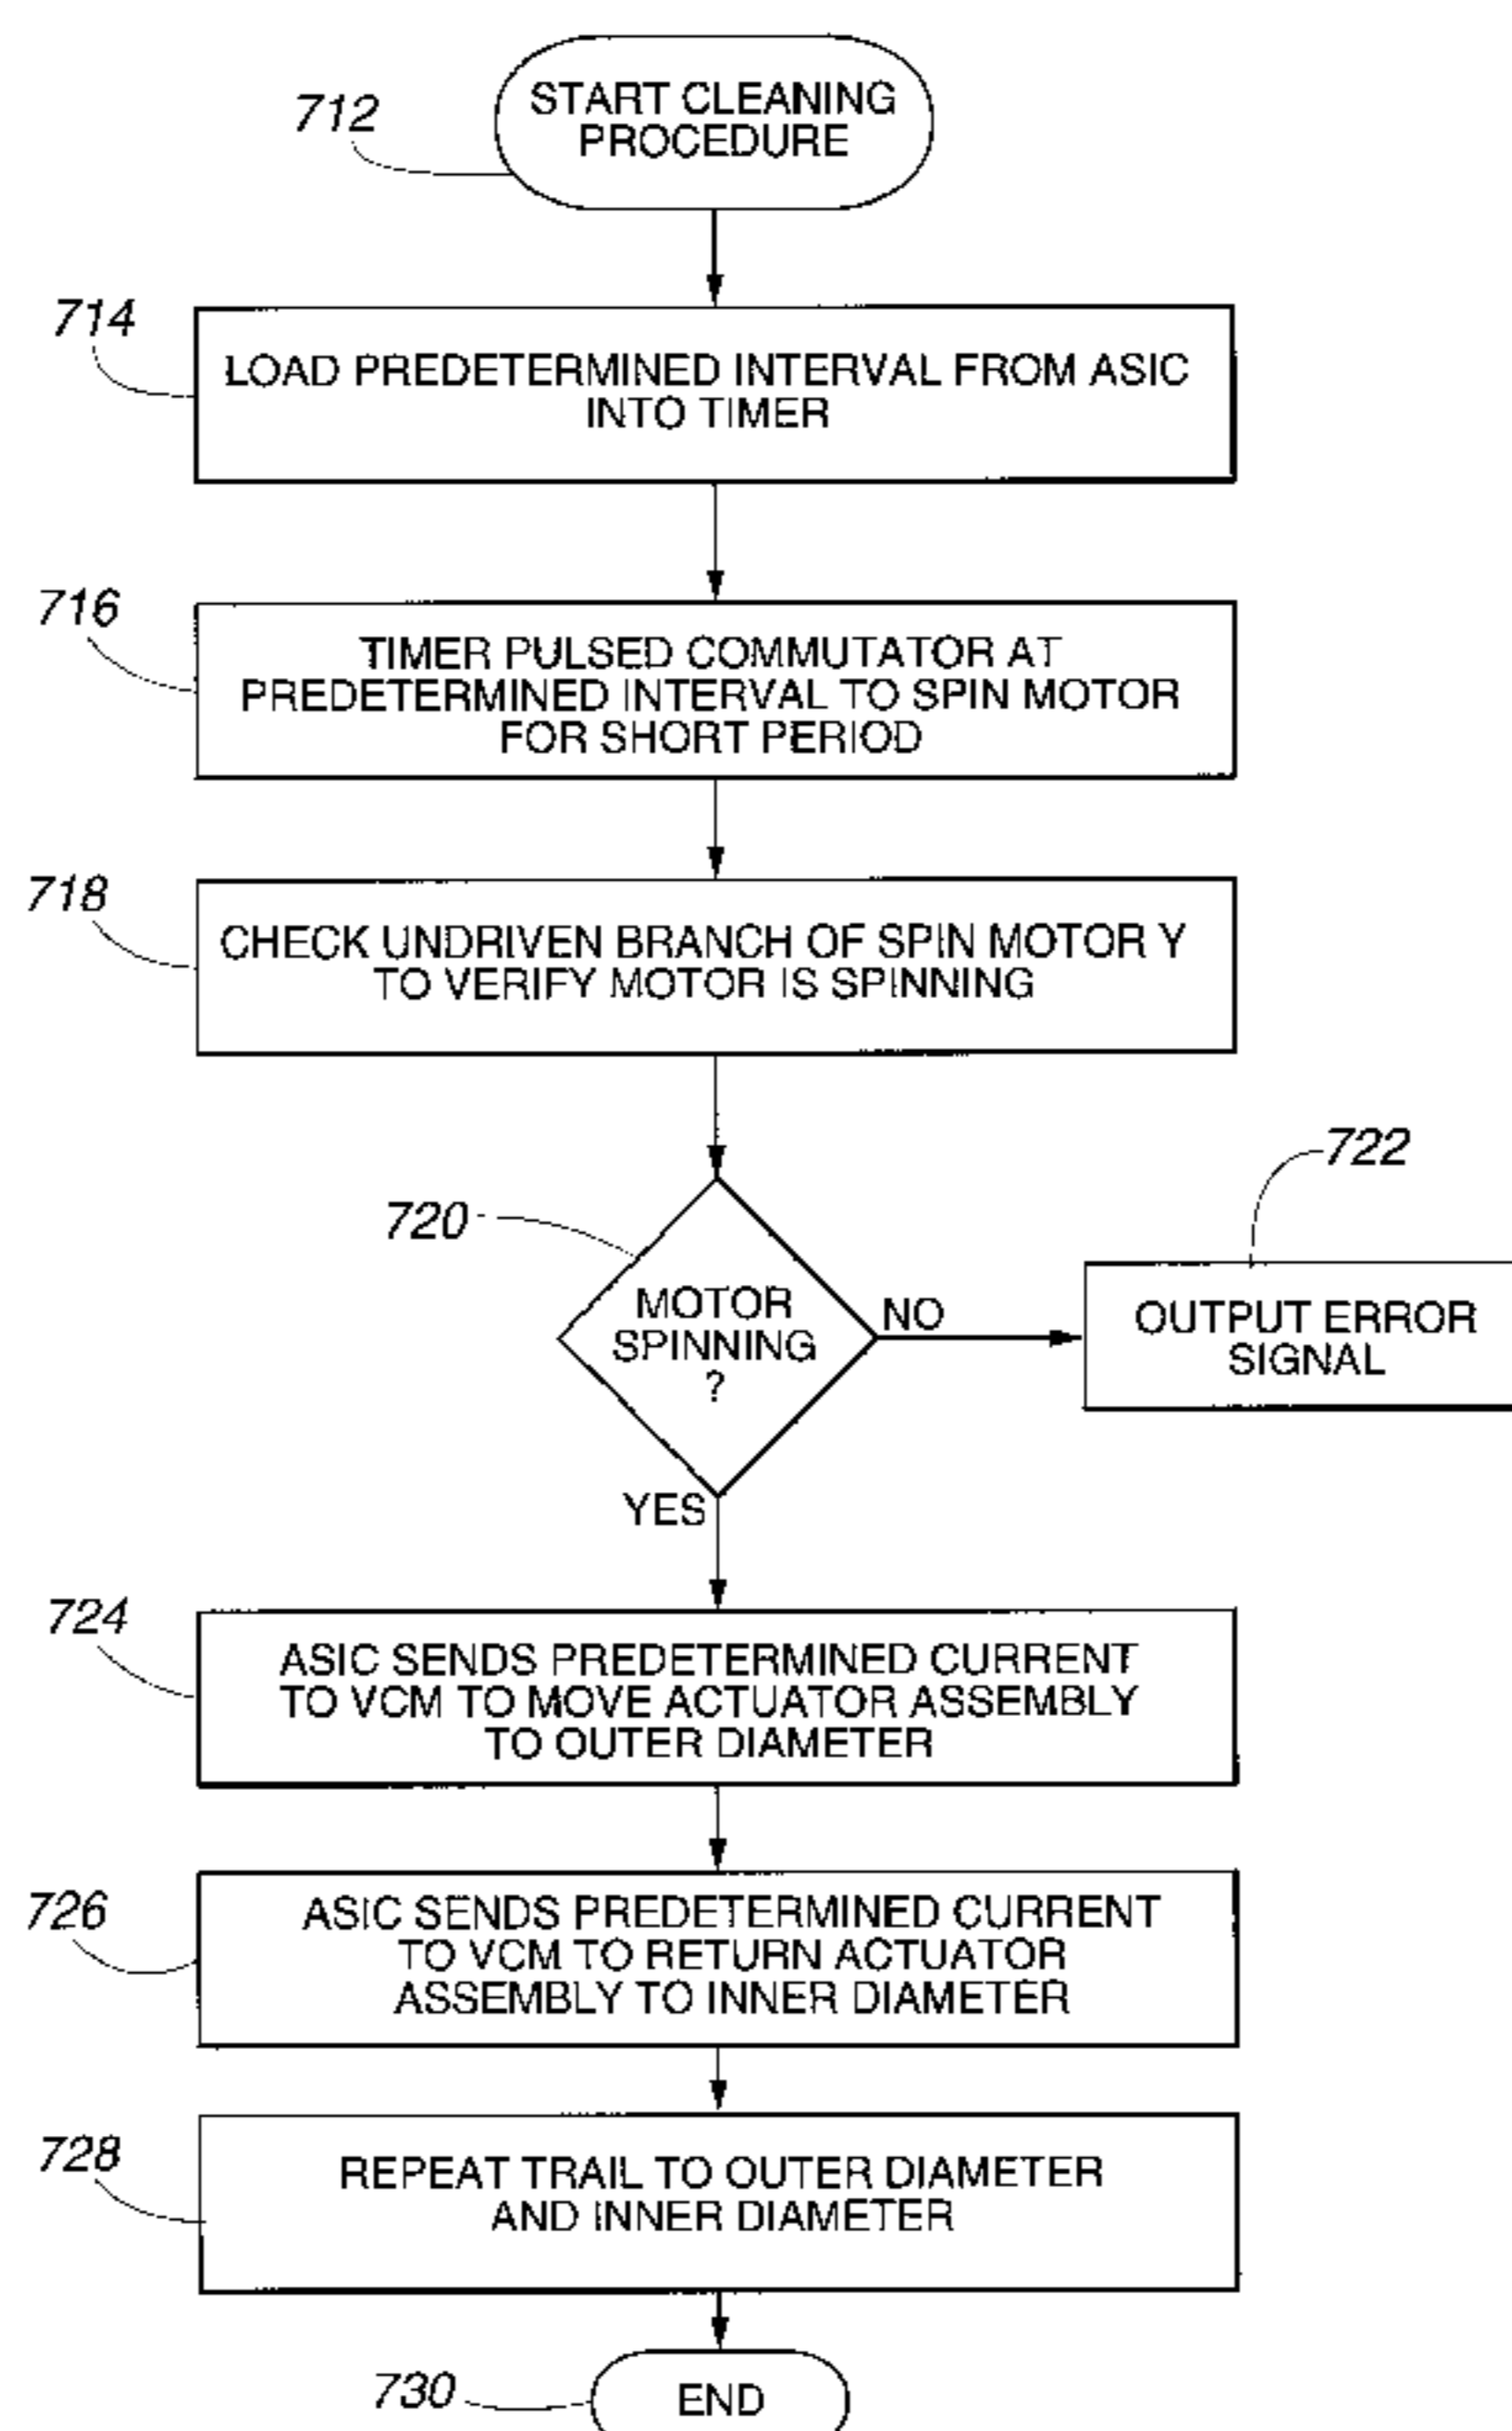 712
START CLEANING
PROCEDURE
714
LOAD PREDETERMINED INTERVAL FROM ASIC
INTO TIMER
716
TIMER PULSED COMMUTATOR AT
PREDETERMINED INTERVAL TO SPIN MOTOR
FOR SHORT PERIOD
718
CHECK UNDRIVEN BRANCH OF SPIN MOTOR Y
TO VERIFY MOTOR IS SPINNING
720
MOTOR
SPINNING
?
NO
722
OUTPUT ERROR
SIGNAL
YES
724
ASIC SENDS PREDETERMINED CURRENT
TO VCM TO MOVE ACTUATOR ASSEMBLY
TO OUTER DIAMETER
726
ASIC SENDS PREDETERMINED CURRENT
TO VCM TO RETURN ACTUATOR
ASSEMBLY TO INNER DIAMETER
728
REPEAT TRAIL TO OUTER DIAMETER
AND INNER DIAMETER
730
END